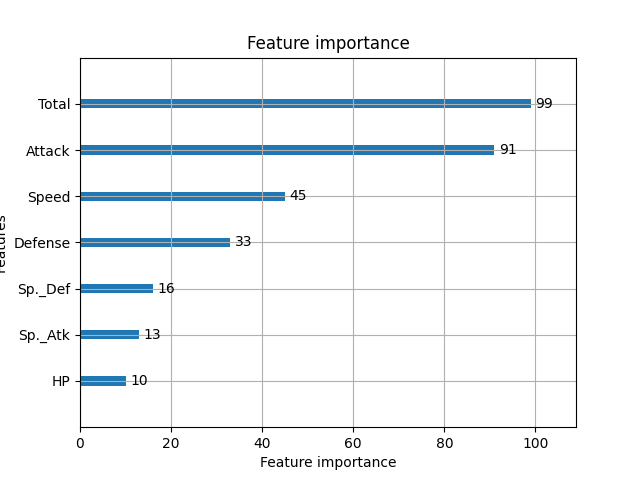 Feature importance
Total 99
Attack 91
Speed 45
Defense 33
Sp._Def 16
Sp._Atk 13
HP 10
0 20 40 60 80 100
Feature importance